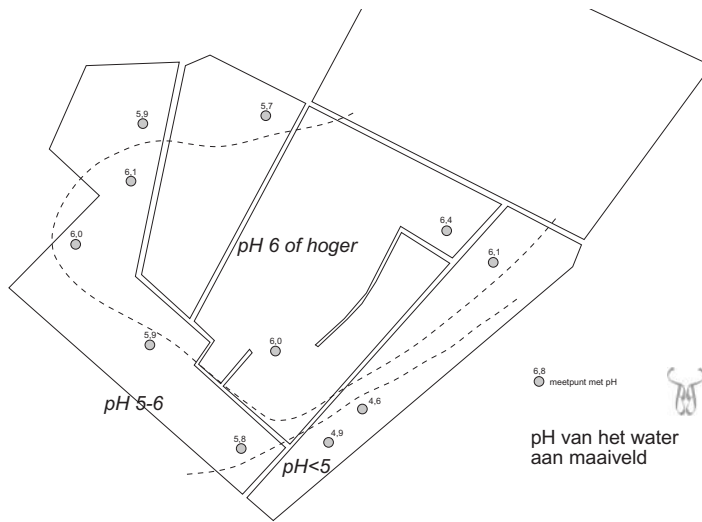 5,9
5,7
6,1
6,0
6,4
pH 6 of hoger
6,1
5,9
6,0
6,8
meetpunt met pH
pH 5-6
4,6
4,9
5,8
pH<5
pH van het water
aan maaiveld